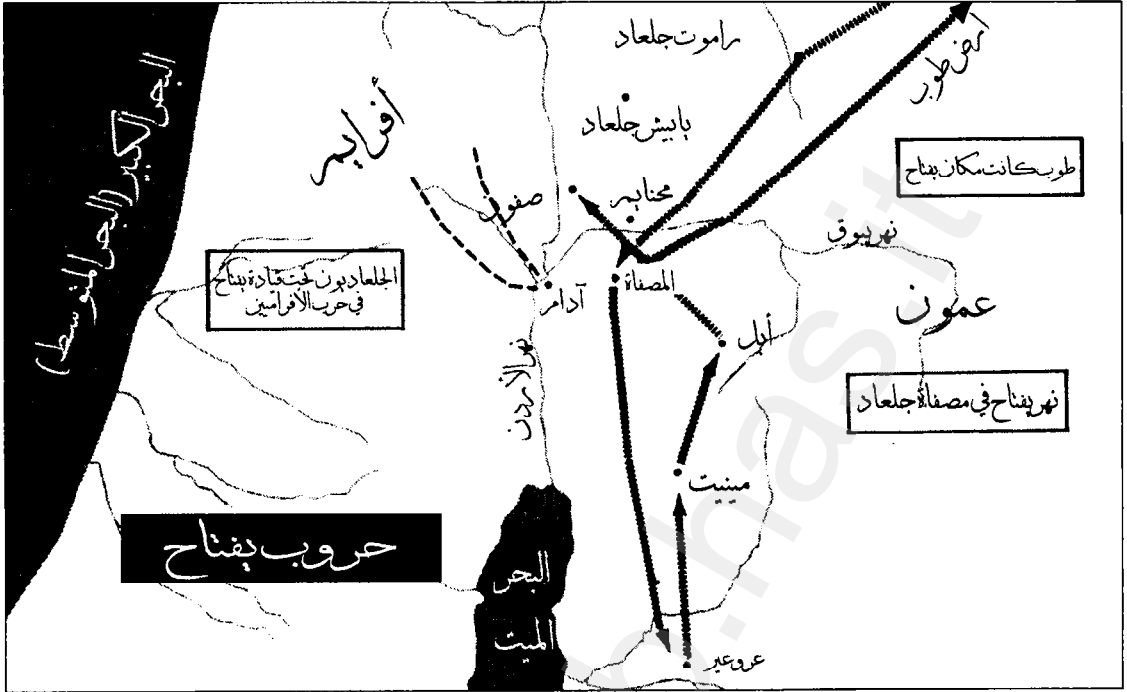 راموت جلعاد
أرض طوب
البحر الكبير (البحر المتوسط)
أفرايم
يابيش جلعاد
طوب كانت مكان يفتاح
صفون
محنايم
نهر يبوق
الجلعاديون تحت قيادة يفتاح
في حرب الأفراميين
آدام
المصفاة
عمون
أبل
نهر الأردن
نهر يفتاح في مصفاة جلعاد
مينيت
حروب يفتاح
البحر
الميت
عروعير